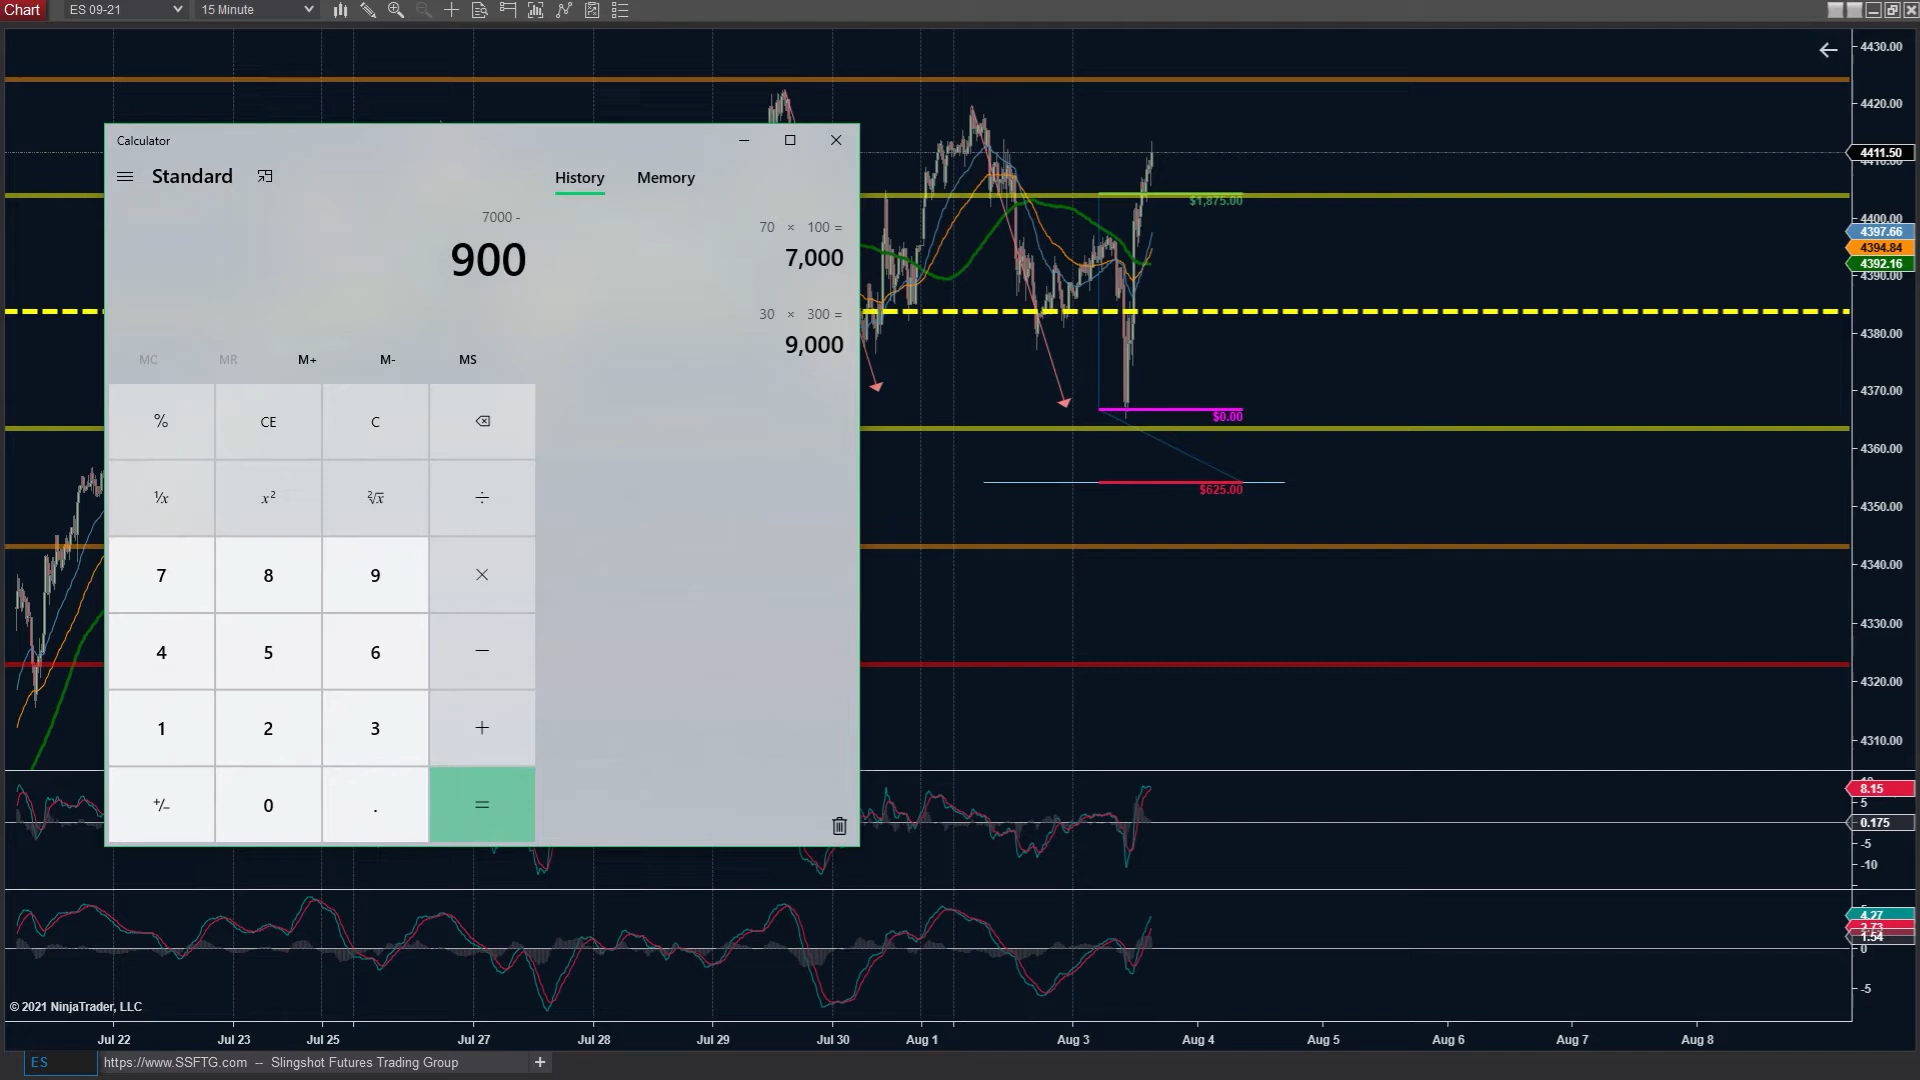 Chart
ES 09-21
15 Minute
4430.00
4420.00
4411.50
$1,875.00
4400.00
4397.66
4394.84
4392.16
4390.00
4380.00
4370.00
$0.00
4360.00
$625.00
4350.00
4340.00
4330.00
4320.00
4310.00
Calculator
Standard
History
Memory
7000 -
900
70 × 100 =
7,000
30 × 300 =
9,000
MC MR M+ M- MS
% CE C
⅟x x² ²√x ÷
7 8 9 ×
4 5 6 −
1 2 3 +
+/− 0 . =
8.15
5
0.175
-5
-10
4.27
2.73
1.54
0
-5
© 2021 NinjaTrader, LLC
Jul 22 Jul 23 Jul 25 Jul 27 Jul 28 Jul 29 Jul 30 Aug 1 Aug 3 Aug 4 Aug 5 Aug 6 Aug 7 Aug 8
ES
https://www.SSFTG.com -- Slingshot Futures Trading Group
+